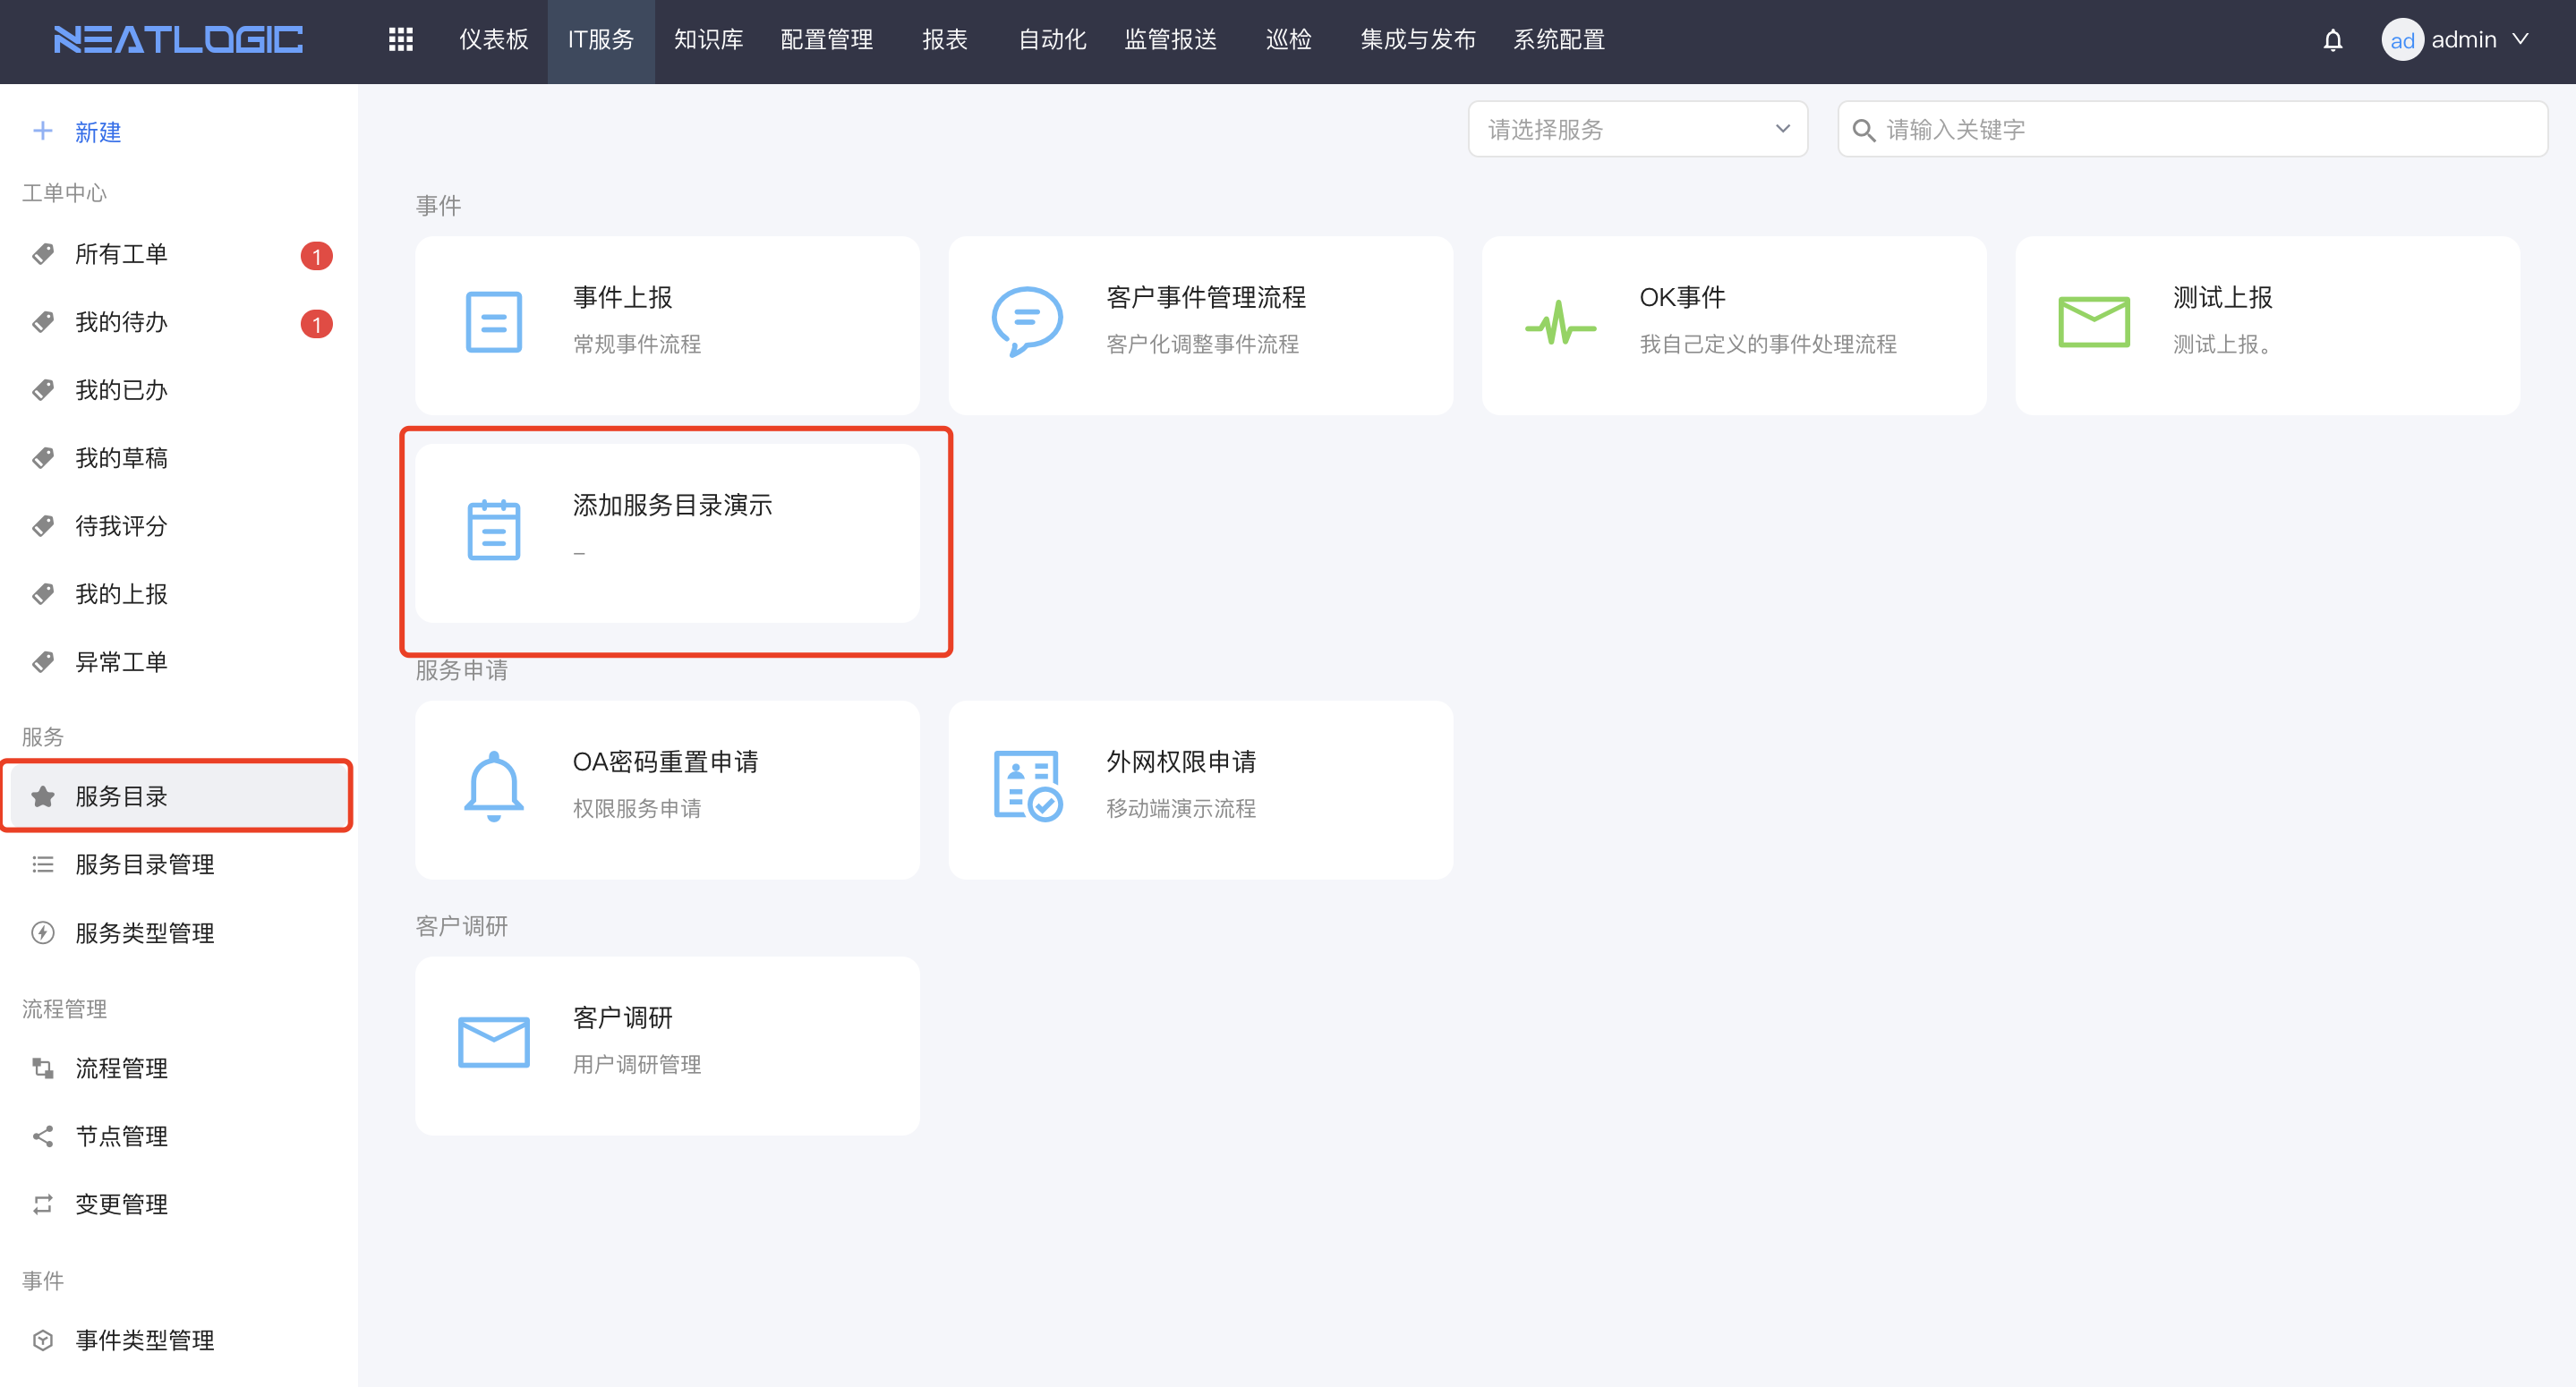 NEATLOGIC
仪表板 IT服务 知识库 配置管理 报表 自动化 监管报送 巡检 集成与发布 系统配置
ad admin
新建
工单中心
所有工单 1
我的待办 1
我的已办
我的草稿
待我评分
我的上报
异常工单
服务
服务目录
服务目录管理
服务类型管理
流程管理
流程管理
节点管理
变更管理
事件
事件类型管理
请选择服务
请输入关键字
事件
事件上报
常规事件流程
客户事件管理流程
客户化调整事件流程
OK事件
我自己定义的事件处理流程
测试上报
测试上报。
添加服务目录演示
–
服务申请
OA密码重置申请
权限服务申请
外网权限申请
移动端演示流程
客户调研
客户调研
用户调研管理